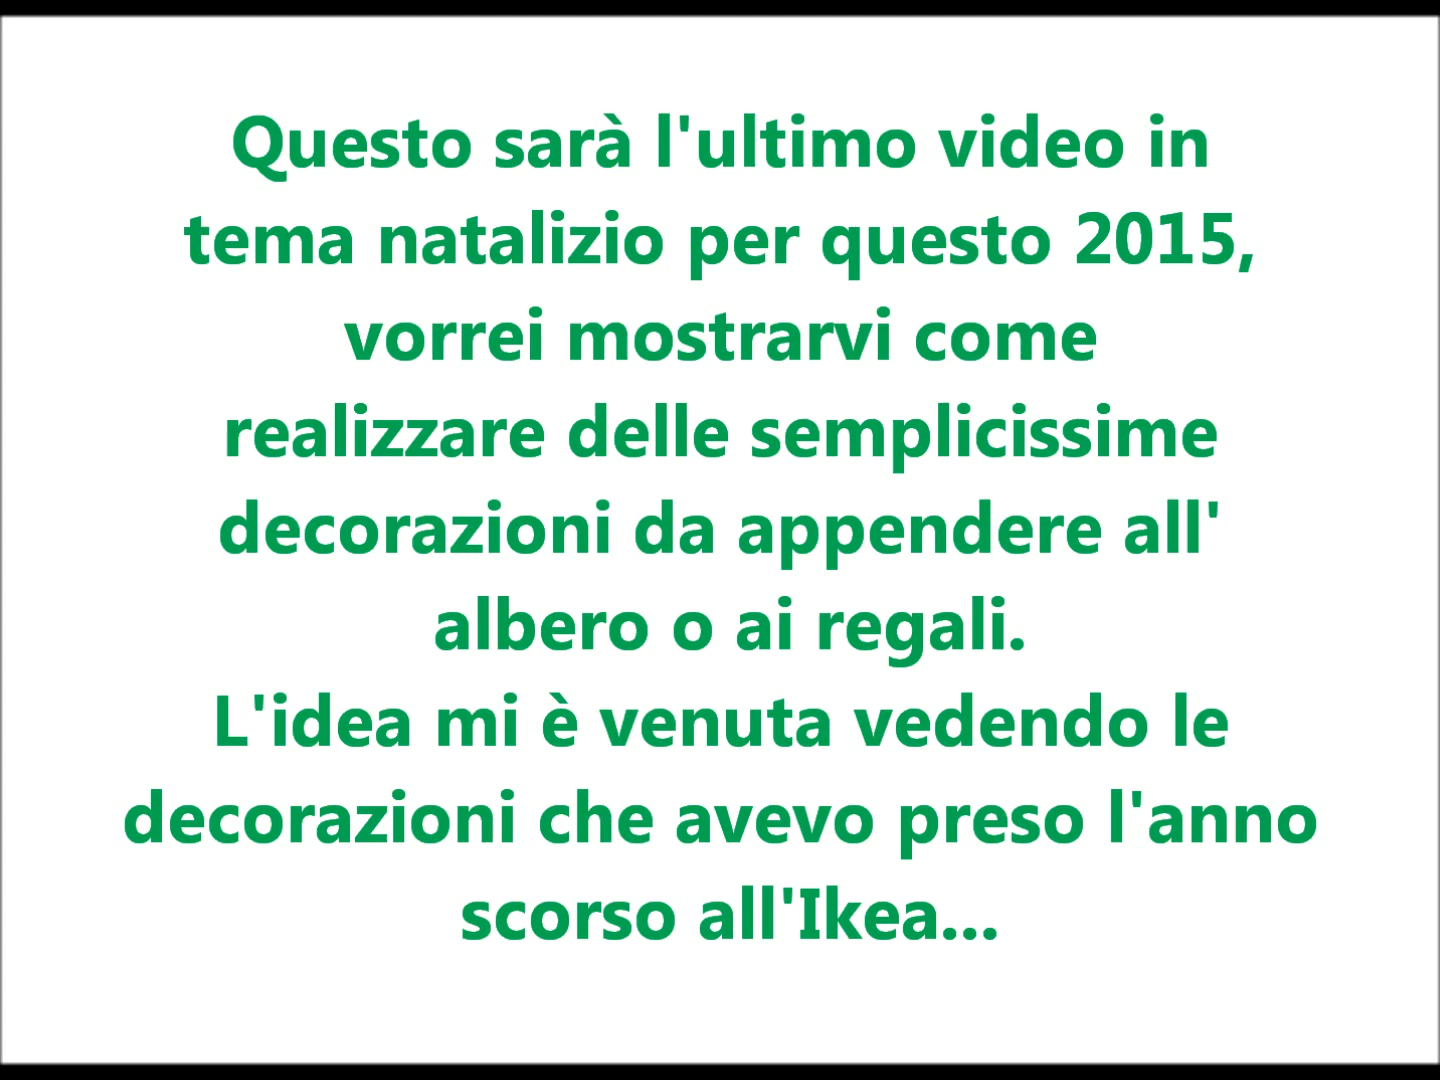 Questo sarà l'ultimo video in
tema natalizio per questo 2015,
vorrei mostrarvi come
realizzare delle semplicissime
decorazioni da appendere all'
albero o ai regali.
L'idea mi è venuta vedendo le
decorazioni che avevo preso l'anno
scorso all'Ikea...